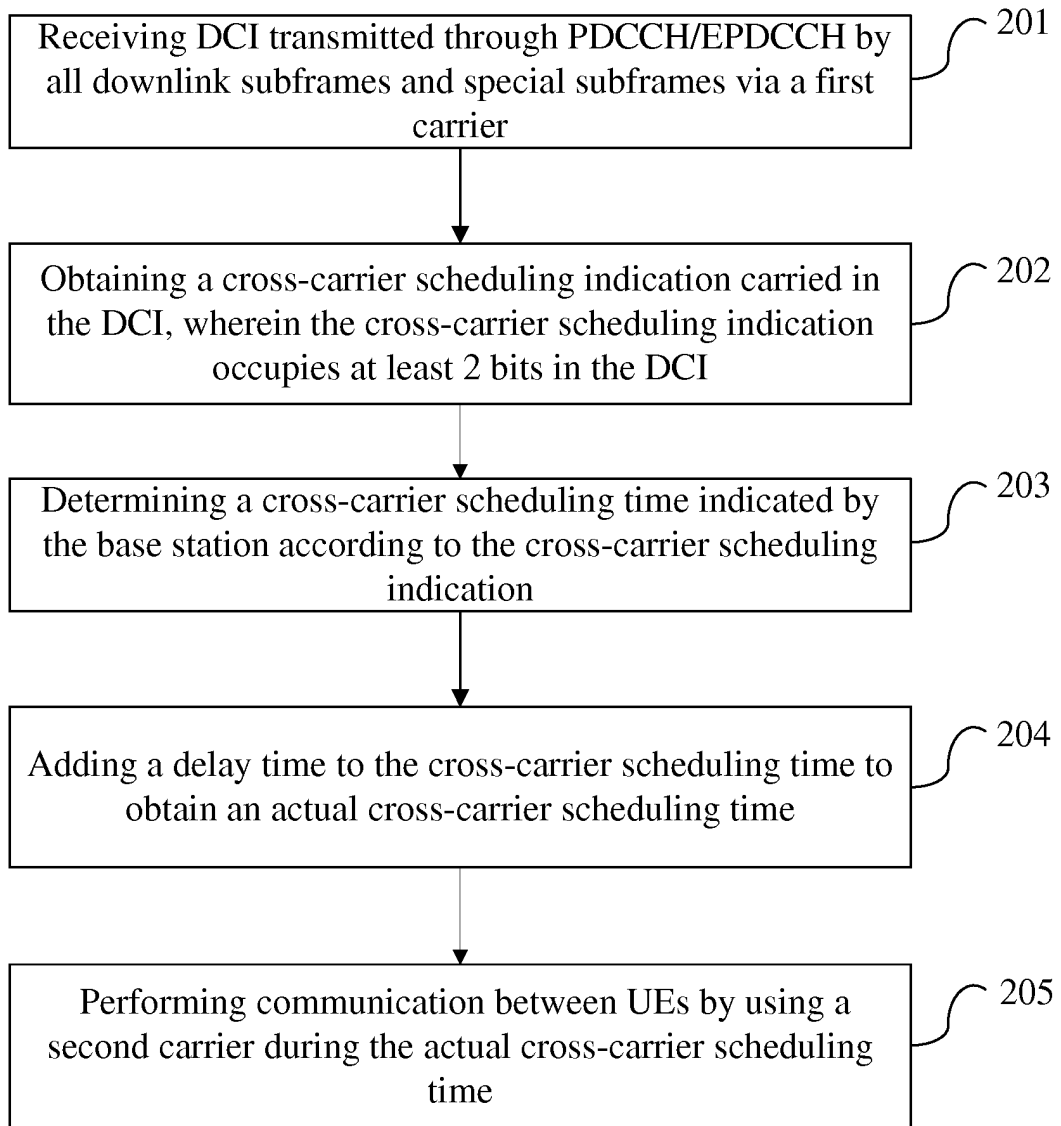 Receiving DCI transmitted through PDCCH/EPDCCH by
all downlink subframes and special subframes via a first
carrier
201
Obtaining a cross-carrier scheduling indication carried in
the DCI, wherein the cross-carrier scheduling indication
occupies at least 2 bits in the DCI
202
Determining a cross-carrier scheduling time indicated by
the base station according to the cross-carrier scheduling
indication
203
Adding a delay time to the cross-carrier scheduling time to
obtain an actual cross-carrier scheduling time
204
Performing communication between UEs by using a
second carrier during the actual cross-carrier scheduling
time
205